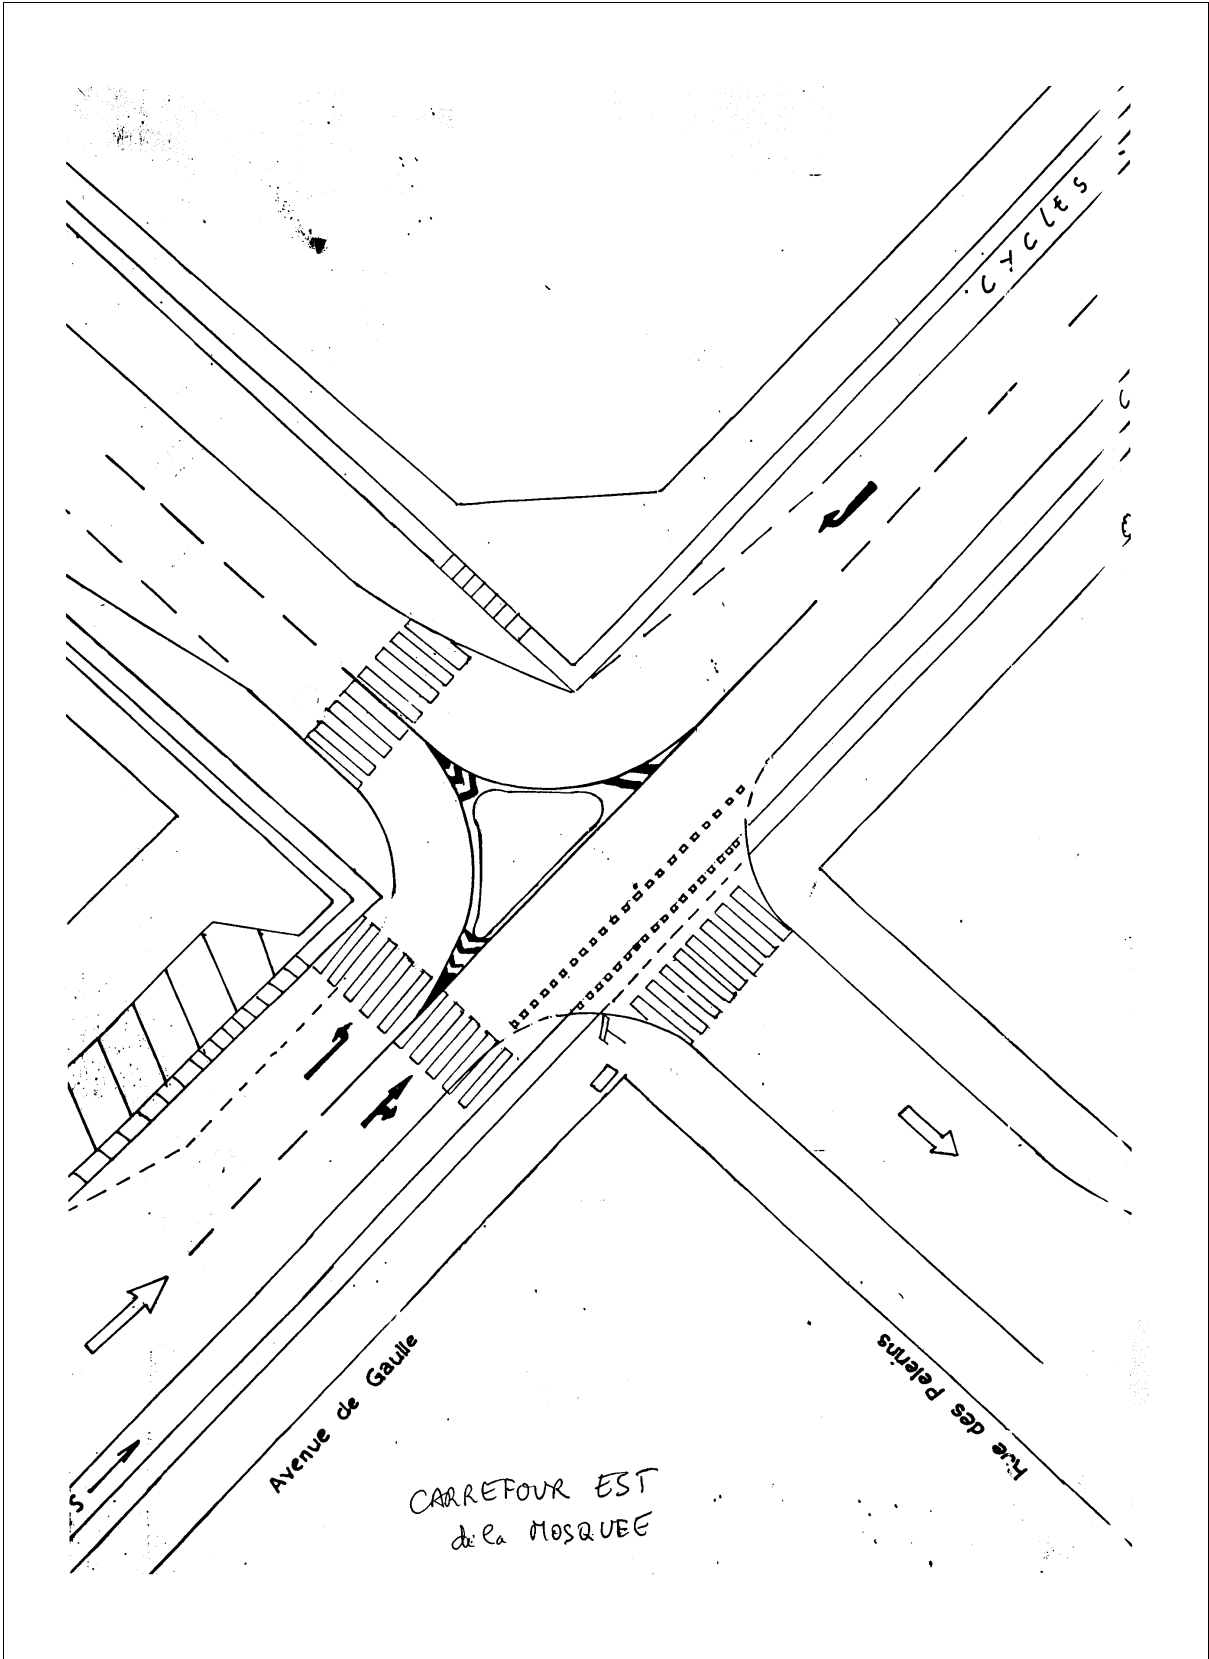 CYCLES
S
Avenue de Gaulle
Rue des Pelerins
CARREFOUR EST
de la MOSQUEE